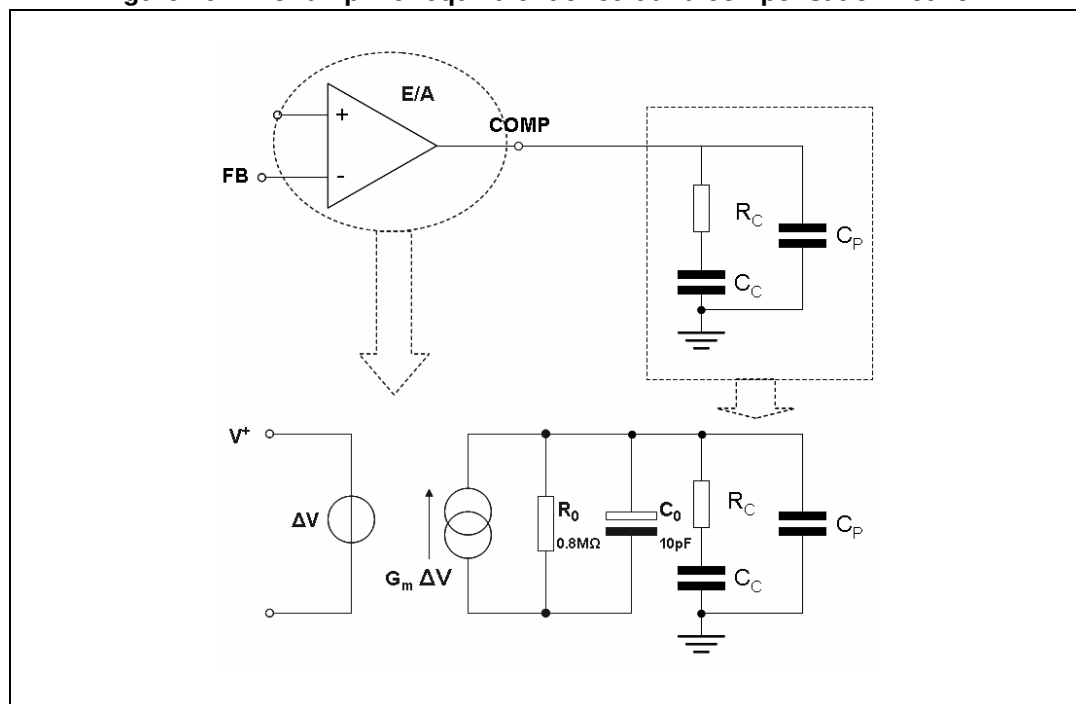 E/A
+
COMP
FB
-
R_C
C_P
C_C
V⁺
ΔV
G_m ΔV
R_0
0.8MΩ
C_0
10pF
R_C
C_C
C_P